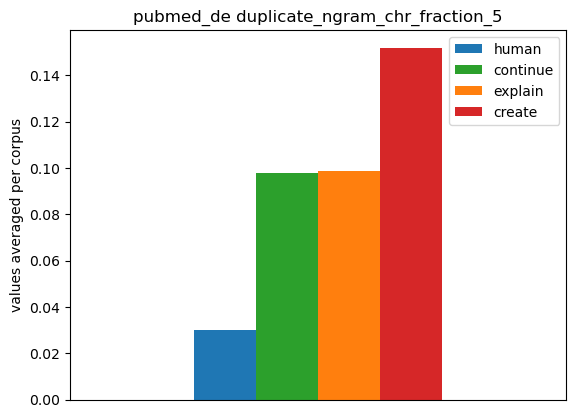 pubmed_de duplicate_ngram_chr_fraction_5
values averaged per corpus
0.14
0.12
0.10
0.08
0.06
0.04
0.02
0.00
human
continue
explain
create